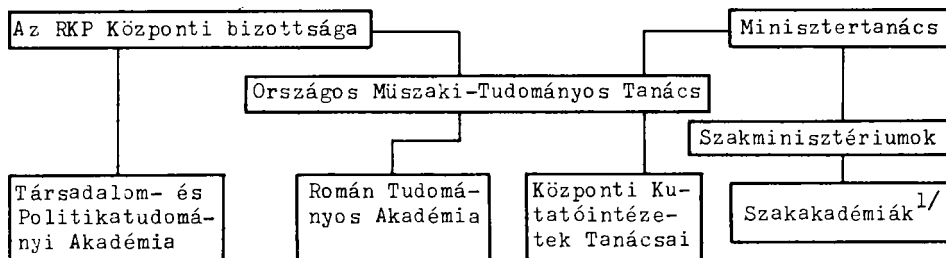 Az RKP Központi bizottsága
Minisztertanács
Országos Müszaki-Tudományos Tanács
Szakminisztériumok
Társadalom- és
Politikatudomá-
nyi Akadémia
Román Tudomá-
nyos Akadémia
Központi Ku-
tatóintéze-
tek Tanácsai
Szakakadémiák1/